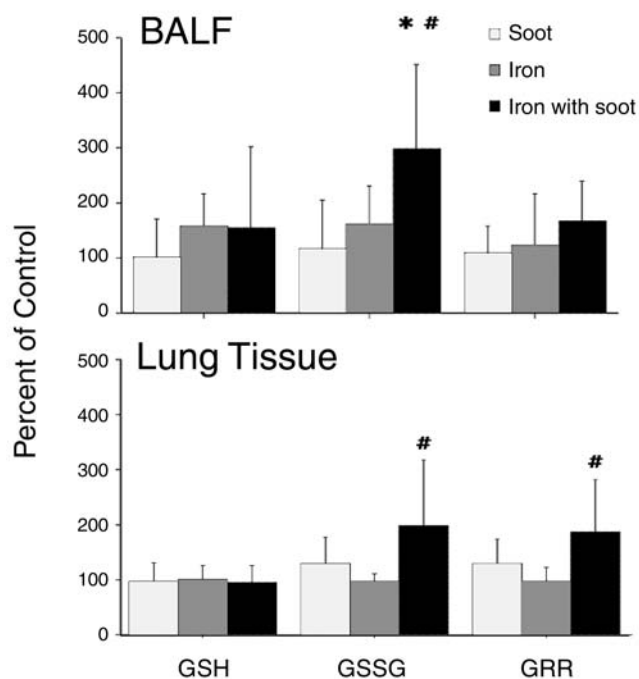 BALF
* #
Soot
Iron
Iron with soot
500
400
300
200
100
0
Percent of Control
Lung Tissue
500
400
300
200
100
0
#
#
GSH GSSG GRR